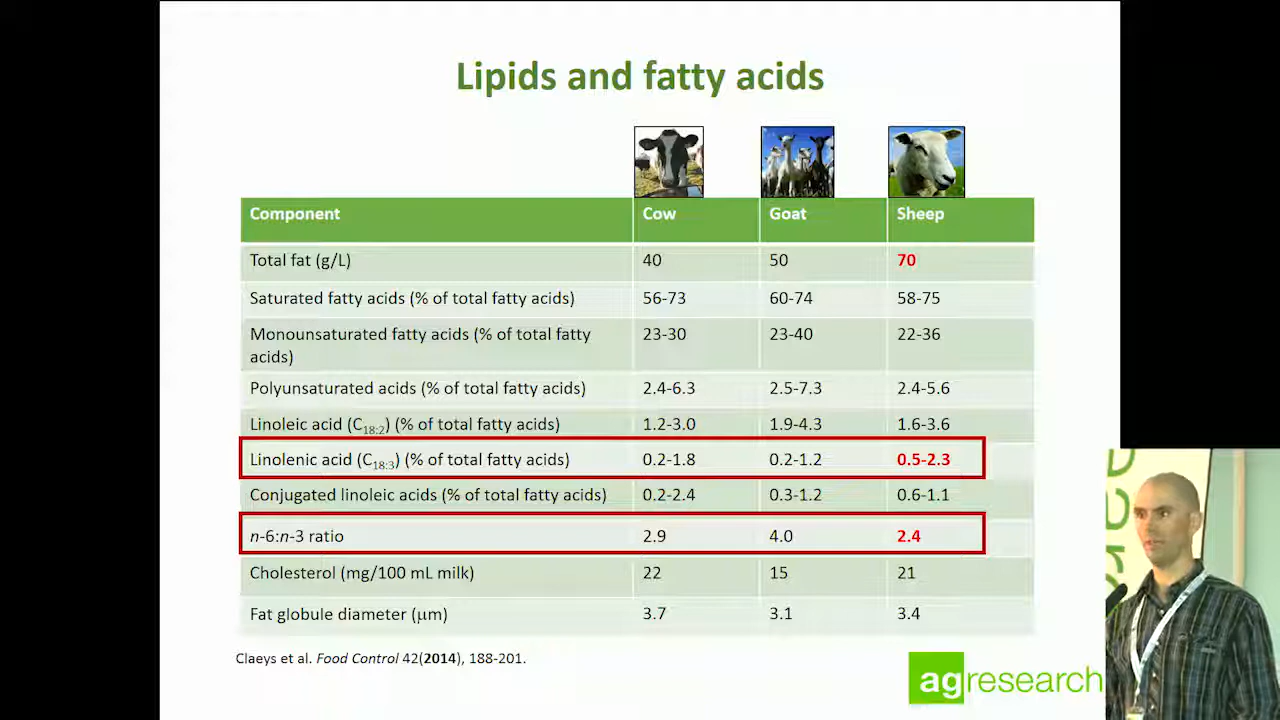 Lipids and fatty acids
Component Cow Goat Sheep
Total fat (g/L) 40 50 70
Saturated fatty acids (% of total fatty acids) 56-73 60-74 58-75
Monounsaturated fatty acids (% of total fatty acids) 23-30 23-40 22-36
Polyunsaturated acids (% of total fatty acids) 2.4-6.3 2.5-7.3 2.4-5.6
Linoleic acid (C18:2) (% of total fatty acids) 1.2-3.0 1.9-4.3 1.6-3.6
Linolenic acid (C18:3) (% of total fatty acids) 0.2-1.8 0.2-1.2 0.5-2.3
Conjugated linoleic acids (% of total fatty acids) 0.2-2.4 0.3-1.2 0.6-1.1
n-6:n-3 ratio 2.9 4.0 2.4
Cholesterol (mg/100 mL milk) 22 15 21
Fat globule diameter (μm) 3.7 3.1 3.4
Claeys et al. Food Control 42(2014), 188-201.
agresearch